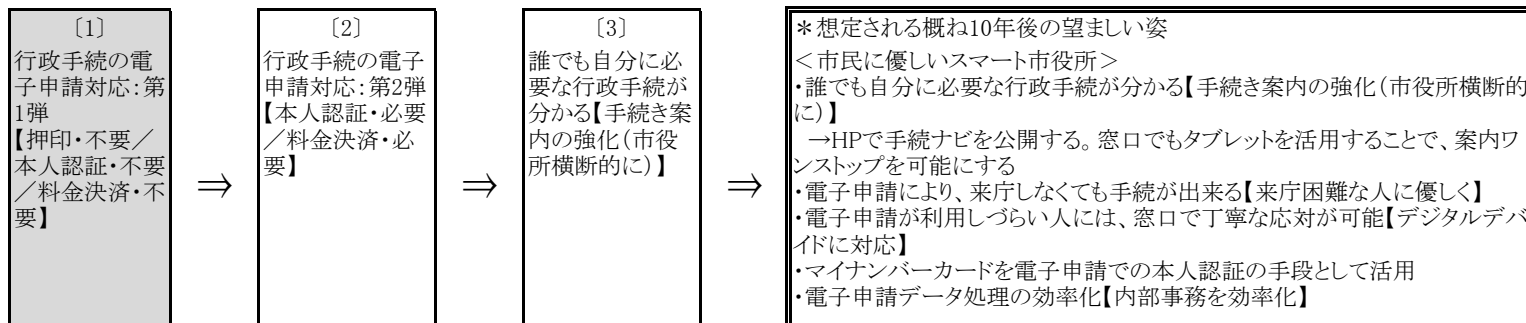 〔1〕
行政手続の電
子申請対応:第
1弾
【押印・不要／
本人認証・不要
／料金決済・不
要】
⇒
〔2〕
行政手続の電子
申請対応:第2弾
【本人認証・必要
／料金決済・必
要】
⇒
〔3〕
誰でも自分に必
要な行政手続が
分かる【手続き案
内の強化(市役
所横断的に)】
⇒
＊想定される概ね10年後の望ましい姿
＜市民に優しいスマート市役所＞
・誰でも自分に必要な行政手続が分かる【手続き案内の強化(市役所横断的
に)】
→HPで手続ナビを公開する。窓口でもタブレットを活用することで、案内ワ
ンストップを可能にする
・電子申請により、来庁しなくても手続が出来る【来庁困難な人に優しく】
・電子申請が利用しづらい人には、窓口で丁寧な応対が可能【デジタルデバ
イドに対応】
・マイナンバーカードを電子申請での本人認証の手段として活用
・電子申請データ処理の効率化【内部事務を効率化】